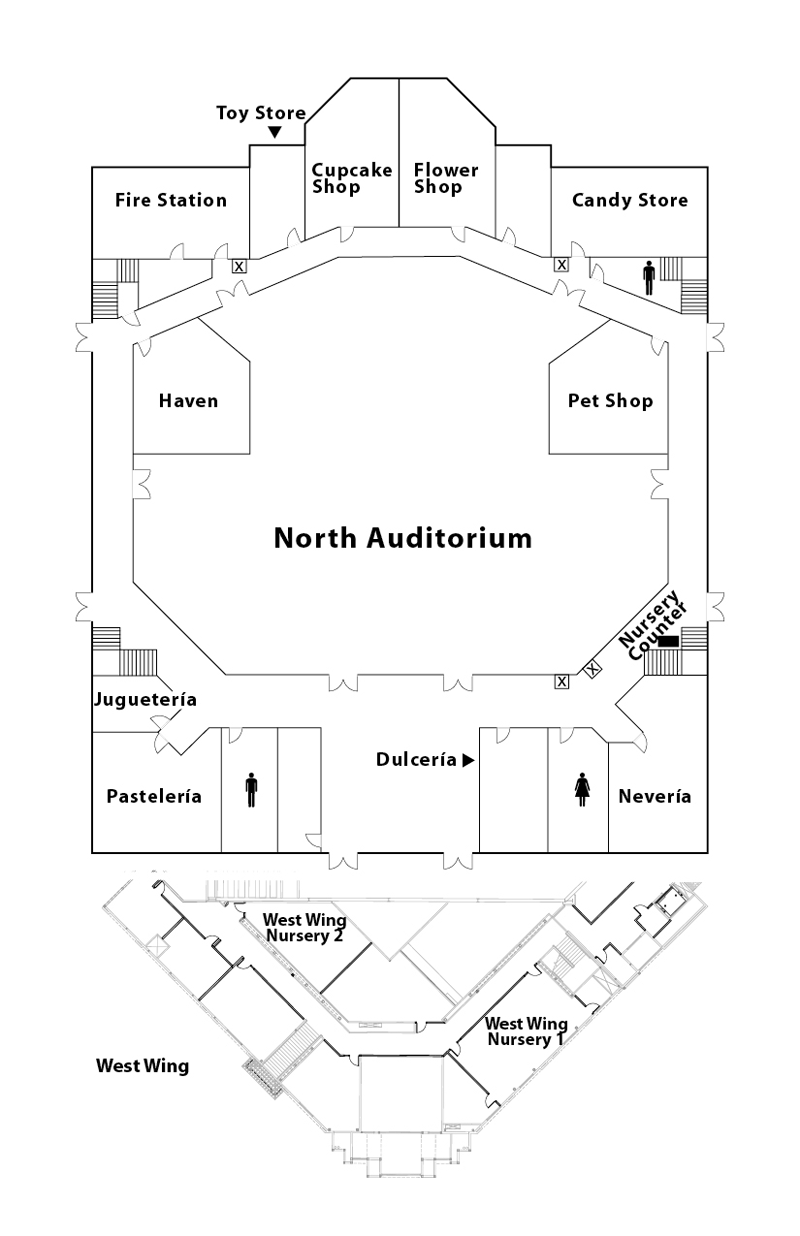 Toy Store
Cupcake
Shop
Flower
Shop
Fire Station
Candy Store
X
X
Haven
Pet Shop
North Auditorium
Nursery
Counter
X
X
Juguetería
Dulcería
Pastelería
Nevería
West Wing
Nursery 2
West Wing
Nursery 1
West Wing